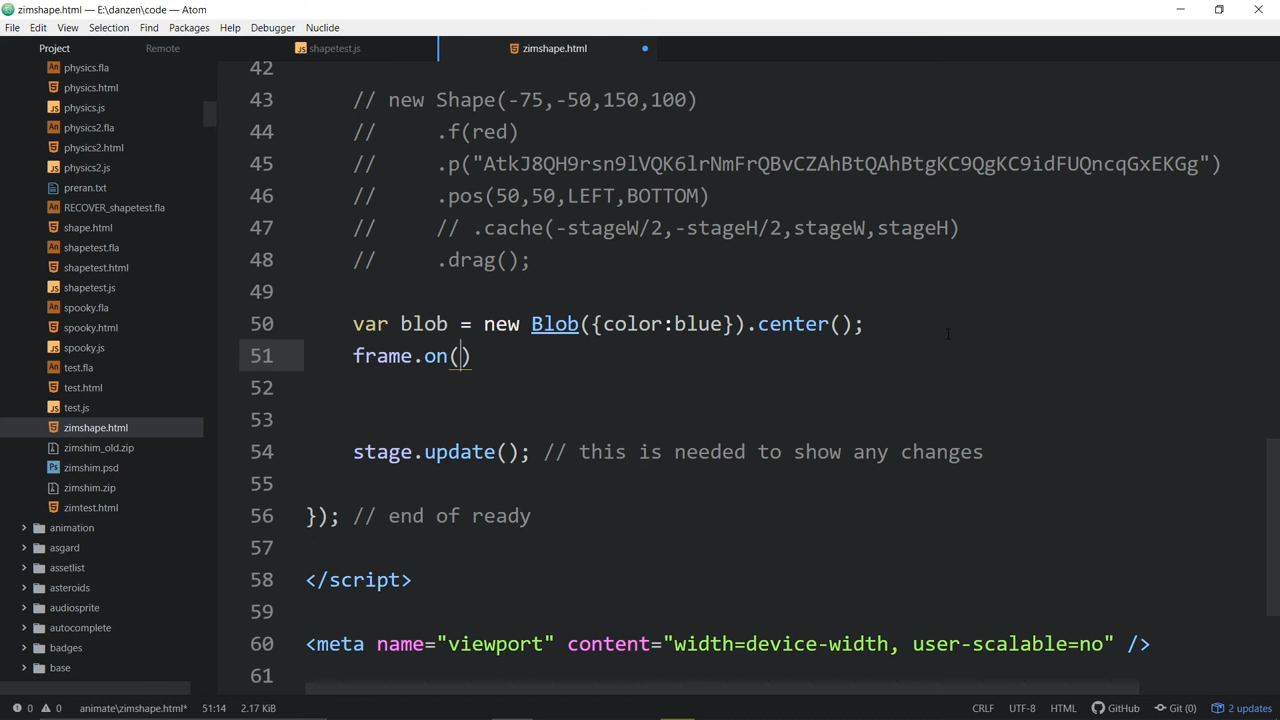 zimshape.html — E:\danzen\code — Atom
File Edit View Selection Find Packages Help Debugger Nuclide
Project Remote
shapetest.js
zimshape.html
physics.fla
physics.html
physics.js
physics2.fla
physics2.html
physics2.js
preran.txt
RECOVER_shapetest.fla
shape.html
shapetest.fla
shapetest.html
shapetest.js
spooky.fla
spooky.html
spooky.js
test.fla
test.html
test.js
zimshape.html
zimshim_old.zip
zimshim.psd
zimshim.zip
zimtest.html
animation
asgard
assetlist
asteroids
audiosprite
autocomplete
badges
base
42
43 // new Shape(-75,-50,150,100)
44 // .f(red)
45 // .p("AtkJ8QH9rsn9lVQK6lrNmFrQBvCZAhBtQAhBtgKC9QgKC9idFUQncqGxEKGg")
46 // .pos(50,50,LEFT,BOTTOM)
47 // // .cache(-stageW/2,-stageH/2,stageW,stageH)
48 // .drag();
49
50 var blob = new Blob({color:blue}).center();
51 frame.on()
52
53
54 stage.update(); // this is needed to show any changes
55
56 }); // end of ready
57
58 </script>
59
60 <meta name="viewport" content="width=device-width, user-scalable=no" />
61
0 0 animate\zimshape.html* 51:14 2.17 KiB CRLF UTF-8 HTML GitHub Git (0) 2 updates